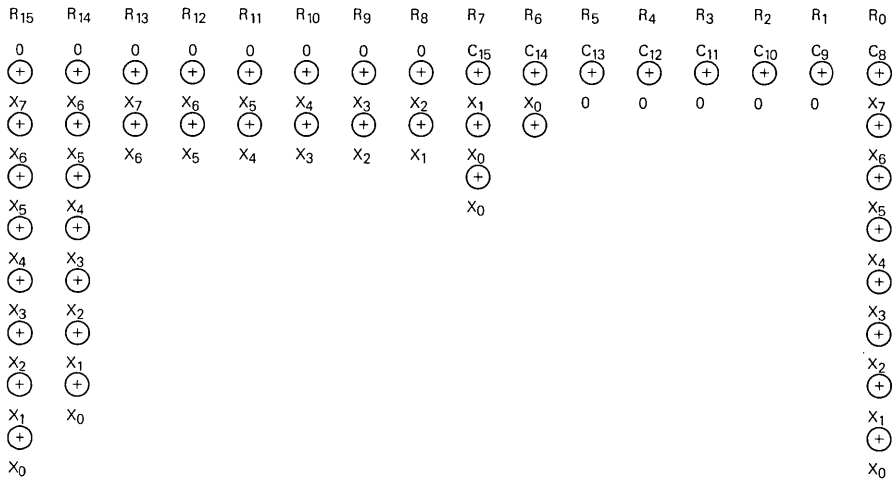 R15 R14 R13 R12 R11 R10 R9 R8 R7 R6 R5 R4 R3 R2 R1 R0
0 0 0 0 0 0 0 0 C15 C14 C13 C12 C11 C10 C9 C8
⊕ ⊕ ⊕ ⊕ ⊕ ⊕ ⊕ ⊕ ⊕ ⊕ ⊕ ⊕ ⊕ ⊕ ⊕ ⊕
X7 X6 X7 X6 X5 X4 X3 X2 X1 X0 0 0 0 0 0 X7
⊕ ⊕ ⊕ ⊕ ⊕ ⊕ ⊕ ⊕ ⊕ ⊕ ⊕
X6 X5 X6 X5 X4 X3 X2 X1 X0 X6
⊕ ⊕ ⊕ ⊕
X5 X4 X0 X5
⊕ ⊕ ⊕
X4 X3 X4
⊕ ⊕ ⊕
X3 X2 X3
⊕ ⊕ ⊕
X2 X1 X2
⊕ ⊕ ⊕
X1 X0 X1
⊕ ⊕
X0 X0